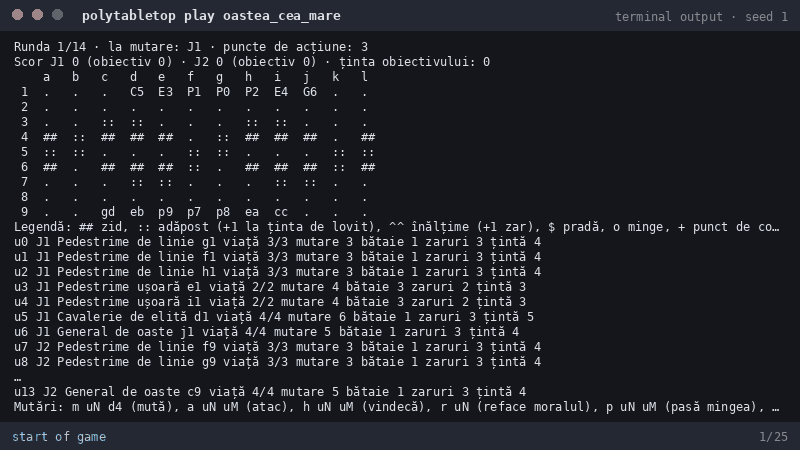 polytabletop play oastea_cea_mare
terminal output · seed 1
Runda 1/14 · la mutare: J1 · puncte de acțiune: 3
Scor J1 0 (obiectiv 0) · J2 0 (obiectiv 0) · ținta obiectivului: 0
a b c d e f g h i j k l
1 . . . C5 E3 P1 P0 P2 E4 G6 . .
2 . . . . . . . . . . . .
3 . . :: :: . . . :: :: . . .
4 ## :: ## ## ## . :: ## ## ## . ##
5 :: :: . . . :: :: . . . :: ::
6 ## . ## ## ## :: . ## ## ## :: ##
7 . . . :: :: . . . :: :: . .
8 . . . . . . . . . . . .
9 . . gd eb p9 p7 p8 ea cc . . .
Legendă: ## zid, :: adăpost (+1 la ținta de lovit), ^^ înălțime (+1 zar), $ pradă, o minge, + punct de co…
u0 J1 Pedestrime de linie g1 viață 3/3 mutare 3 bătaie 1 zaruri 3 țintă 4
u1 J1 Pedestrime de linie f1 viață 3/3 mutare 3 bătaie 1 zaruri 3 țintă 4
u2 J1 Pedestrime de linie h1 viață 3/3 mutare 3 bătaie 1 zaruri 3 țintă 4
u3 J1 Pedestrime ușoară e1 viață 2/2 mutare 4 bătaie 3 zaruri 2 țintă 3
u4 J1 Pedestrime ușoară i1 viață 2/2 mutare 4 bătaie 3 zaruri 2 țintă 3
u5 J1 Cavalerie de elită d1 viață 4/4 mutare 6 bătaie 1 zaruri 3 țintă 5
u6 J1 General de oaste j1 viață 4/4 mutare 5 bătaie 1 zaruri 3 țintă 4
u7 J2 Pedestrime de linie f9 viață 3/3 mutare 3 bătaie 1 zaruri 3 țintă 4
u8 J2 Pedestrime de linie g9 viață 3/3 mutare 3 bătaie 1 zaruri 3 țintă 4
…
u13 J2 General de oaste c9 viață 4/4 mutare 5 bătaie 1 zaruri 3 țintă 4
Mutări: m uN d4 (mută), a uN uM (atac), h uN uM (vindecă), r uN (reface moralul), p uN uM (pasă mingea), …
start of game
1/25